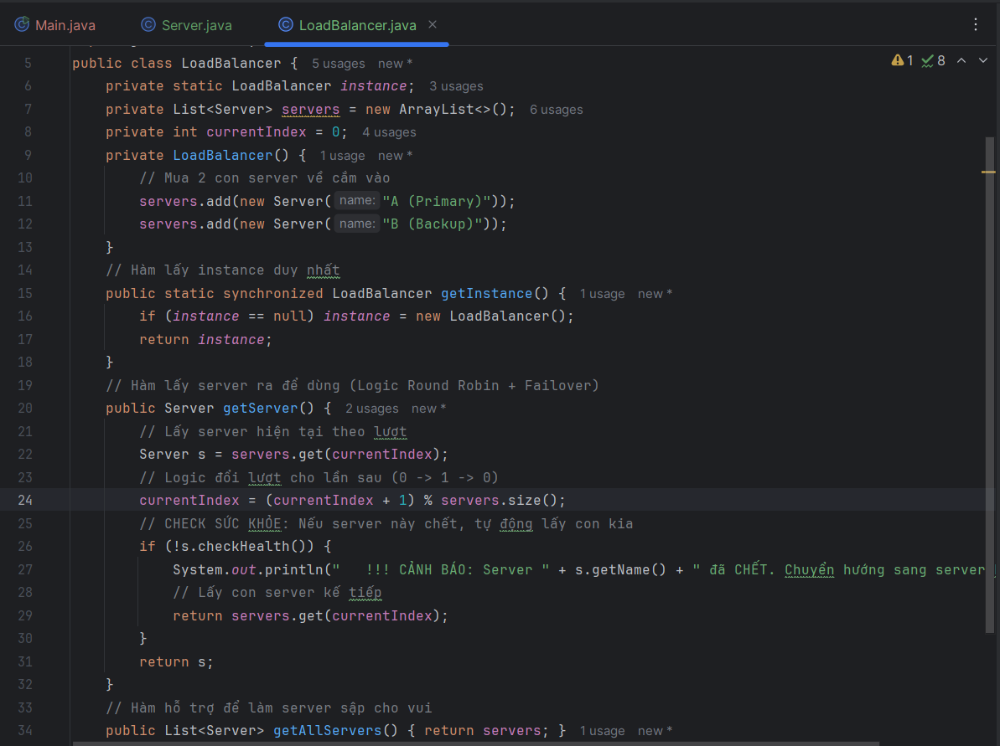 Main.java Server.java LoadBalancer.java
1 8
5 public class LoadBalancer { 5 usages new *
6 private static LoadBalancer instance; 3 usages
7 private List<Server> servers = new ArrayList<>(); 6 usages
8 private int currentIndex = 0; 4 usages
9 private LoadBalancer() { 1 usage new *
10 // Mua 2 con server về cắm vào
11 servers.add(new Server( name: "A (Primary)"));
12 servers.add(new Server( name: "B (Backup)"));
13 }
14 // Hàm lấy instance duy nhất
15 public static synchronized LoadBalancer getInstance() { 1 usage new *
16 if (instance == null) instance = new LoadBalancer();
17 return instance;
18 }
19 // Hàm lấy server ra để dùng (Logic Round Robin + Failover)
20 public Server getServer() { 2 usages new *
21 // Lấy server hiện tại theo lượt
22 Server s = servers.get(currentIndex);
23 // Logic đổi lượt cho lần sau (0 -> 1 -> 0)
24 currentIndex = (currentIndex + 1) % servers.size();
25 // CHECK SỨC KHỎE: Nếu server này chết, tự động lấy con kia
26 if (!s.checkHealth()) {
27 System.out.println("   !!! CẢNH BÁO: Server " + s.getName() + " đã CHẾT. Chuyển hướng sang server
28 // Lấy con server kế tiếp
29 return servers.get(currentIndex);
30 }
31 return s;
32 }
33 // Hàm hỗ trợ để làm server sập cho vui
34 public List<Server> getAllServers() { return servers; } 1 usage new *